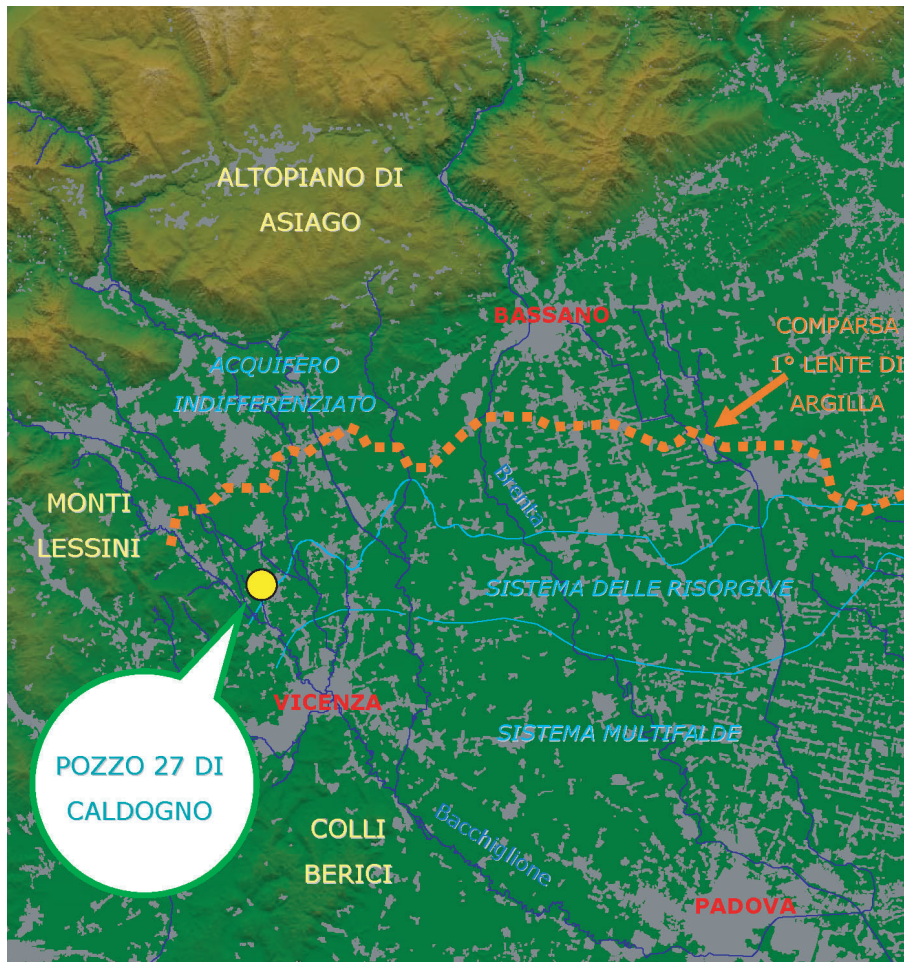 ALTOPIANO DI
ASIAGO
BASSANO
COMPARSA
1° LENTE DI
ARGILLA
ACQUIFERO
INDIFFERENZIATO
Brenta
MONTI
LESSINI
SISTEMA DELLE RISORGIVE
VICENZA
SISTEMA MULTIFALDE
POZZO 27 DI
CALDOGNO
COLLI
BERICI
Bacchiglione
PADOVA